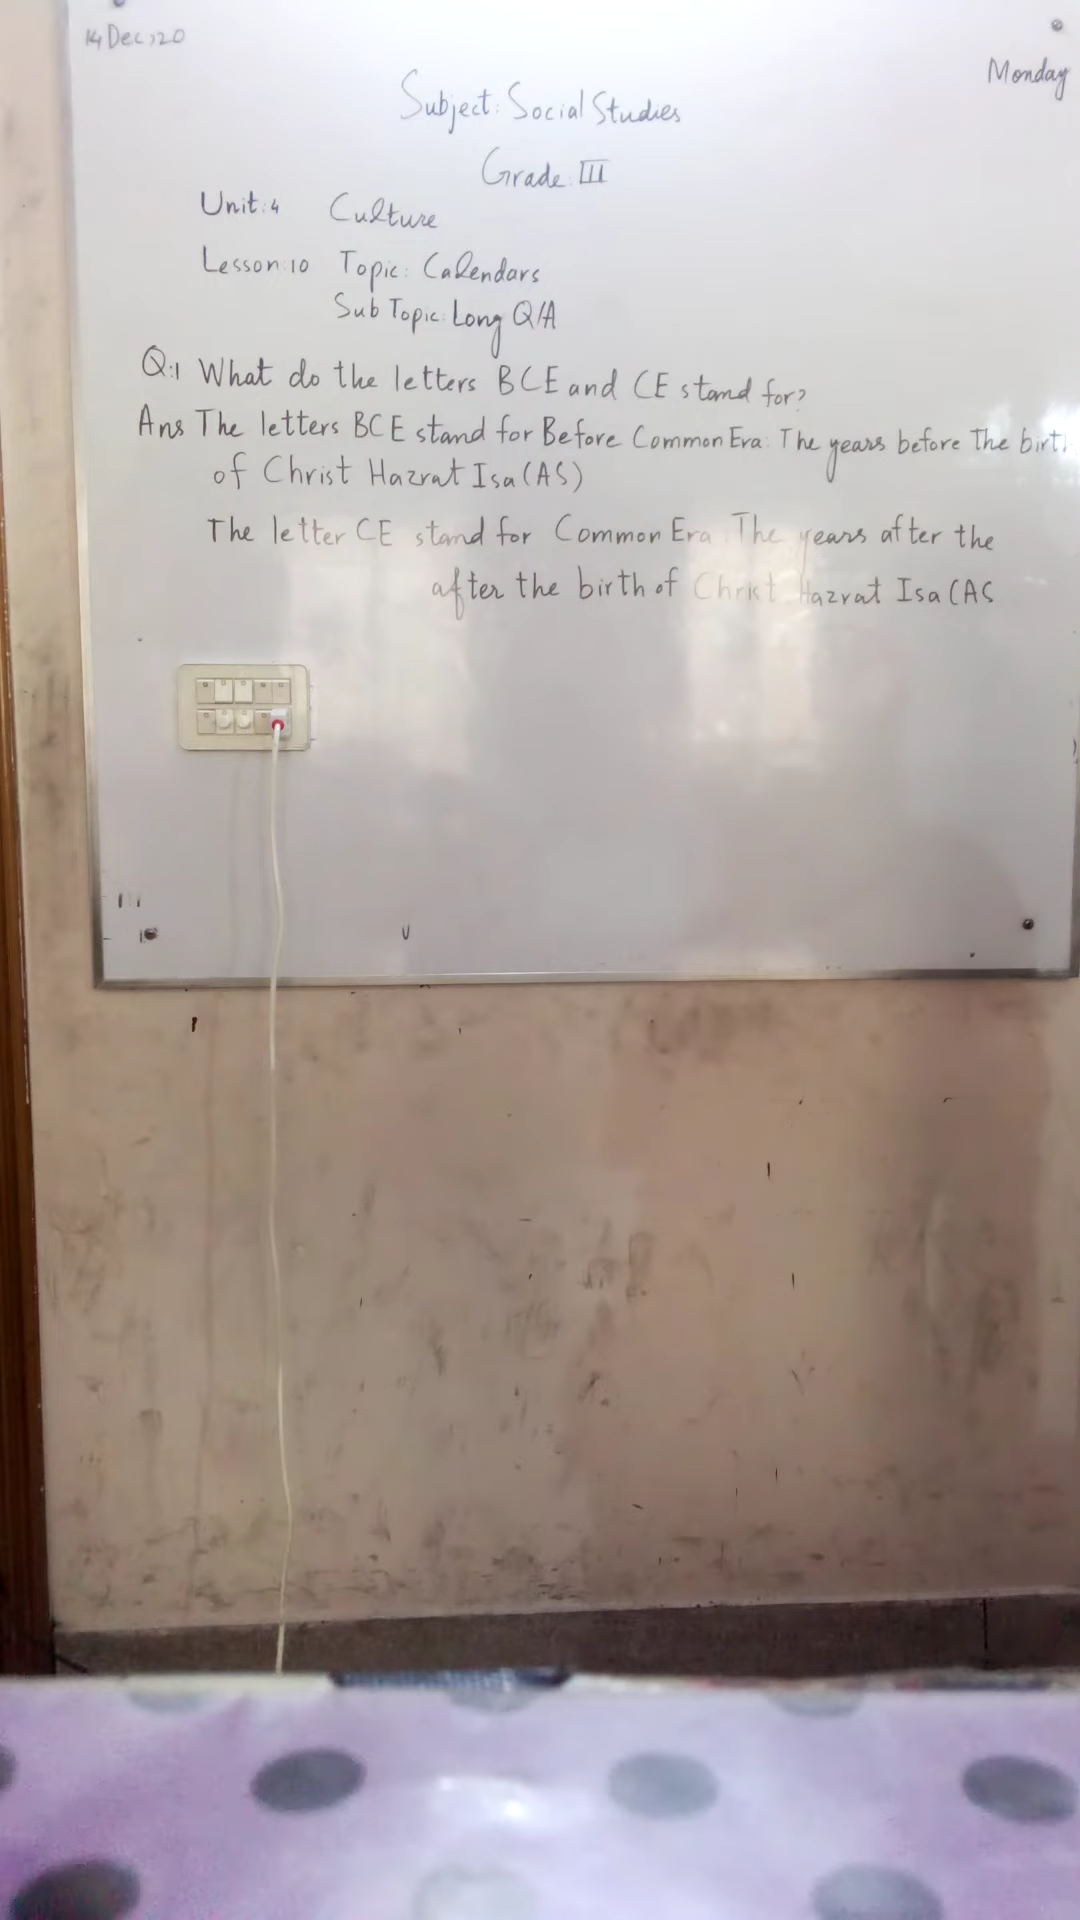 14 Dec,20
Monday
Subject: Social Studies
Grade: III
Unit:4 Culture
Lesson:10 Topic: Calendars
Sub Topic: Long Q/A
Q:1 What do the letters BCE and CE stand for?
Ans The letters BCE stand for Before Common Era. The years before The birth
of Christ Hazrat Isa (AS)
The letter CE stand for Common Era. The years after the
after the birth of Christ Hazrat Isa (AS